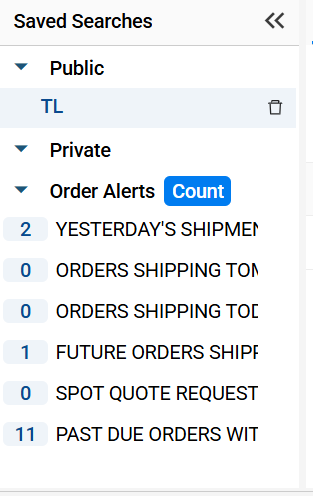 Saved Searches
Public
TL
Private
Order Alerts Count
2 YESTERDAY'S SHIPMEN
0 ORDERS SHIPPING TOM
0 ORDERS SHIPPING TOD
1 FUTURE ORDERS SHIPP
0 SPOT QUOTE REQUEST
11 PAST DUE ORDERS WIT